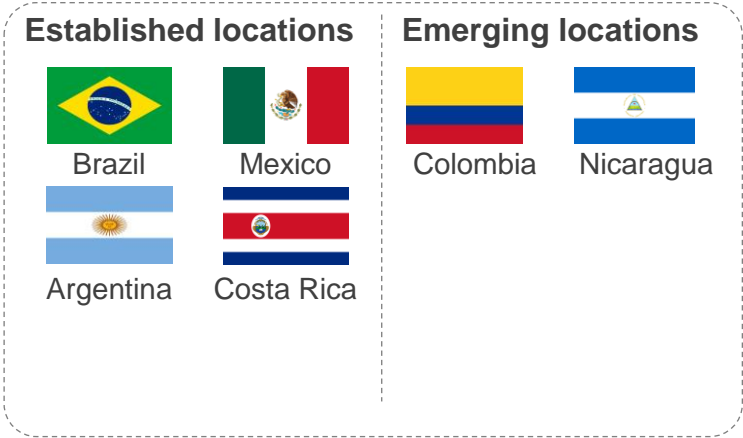 Established locations
Brazil
Mexico
Argentina
Costa Rica
Emerging locations
Colombia
Nicaragua